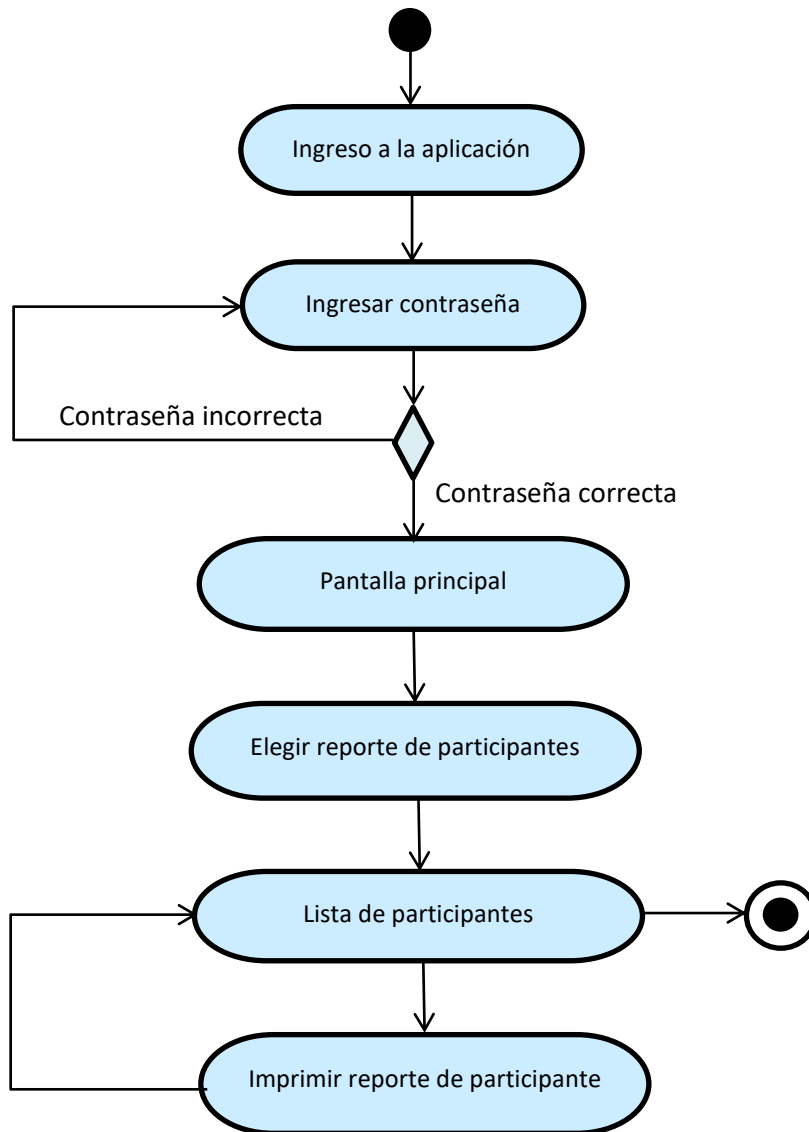 Ingreso a la aplicación
Ingresar contraseña
Contraseña incorrecta
Contraseña correcta
Pantalla principal
Elegir reporte de participantes
Lista de participantes
Imprimir reporte de participante